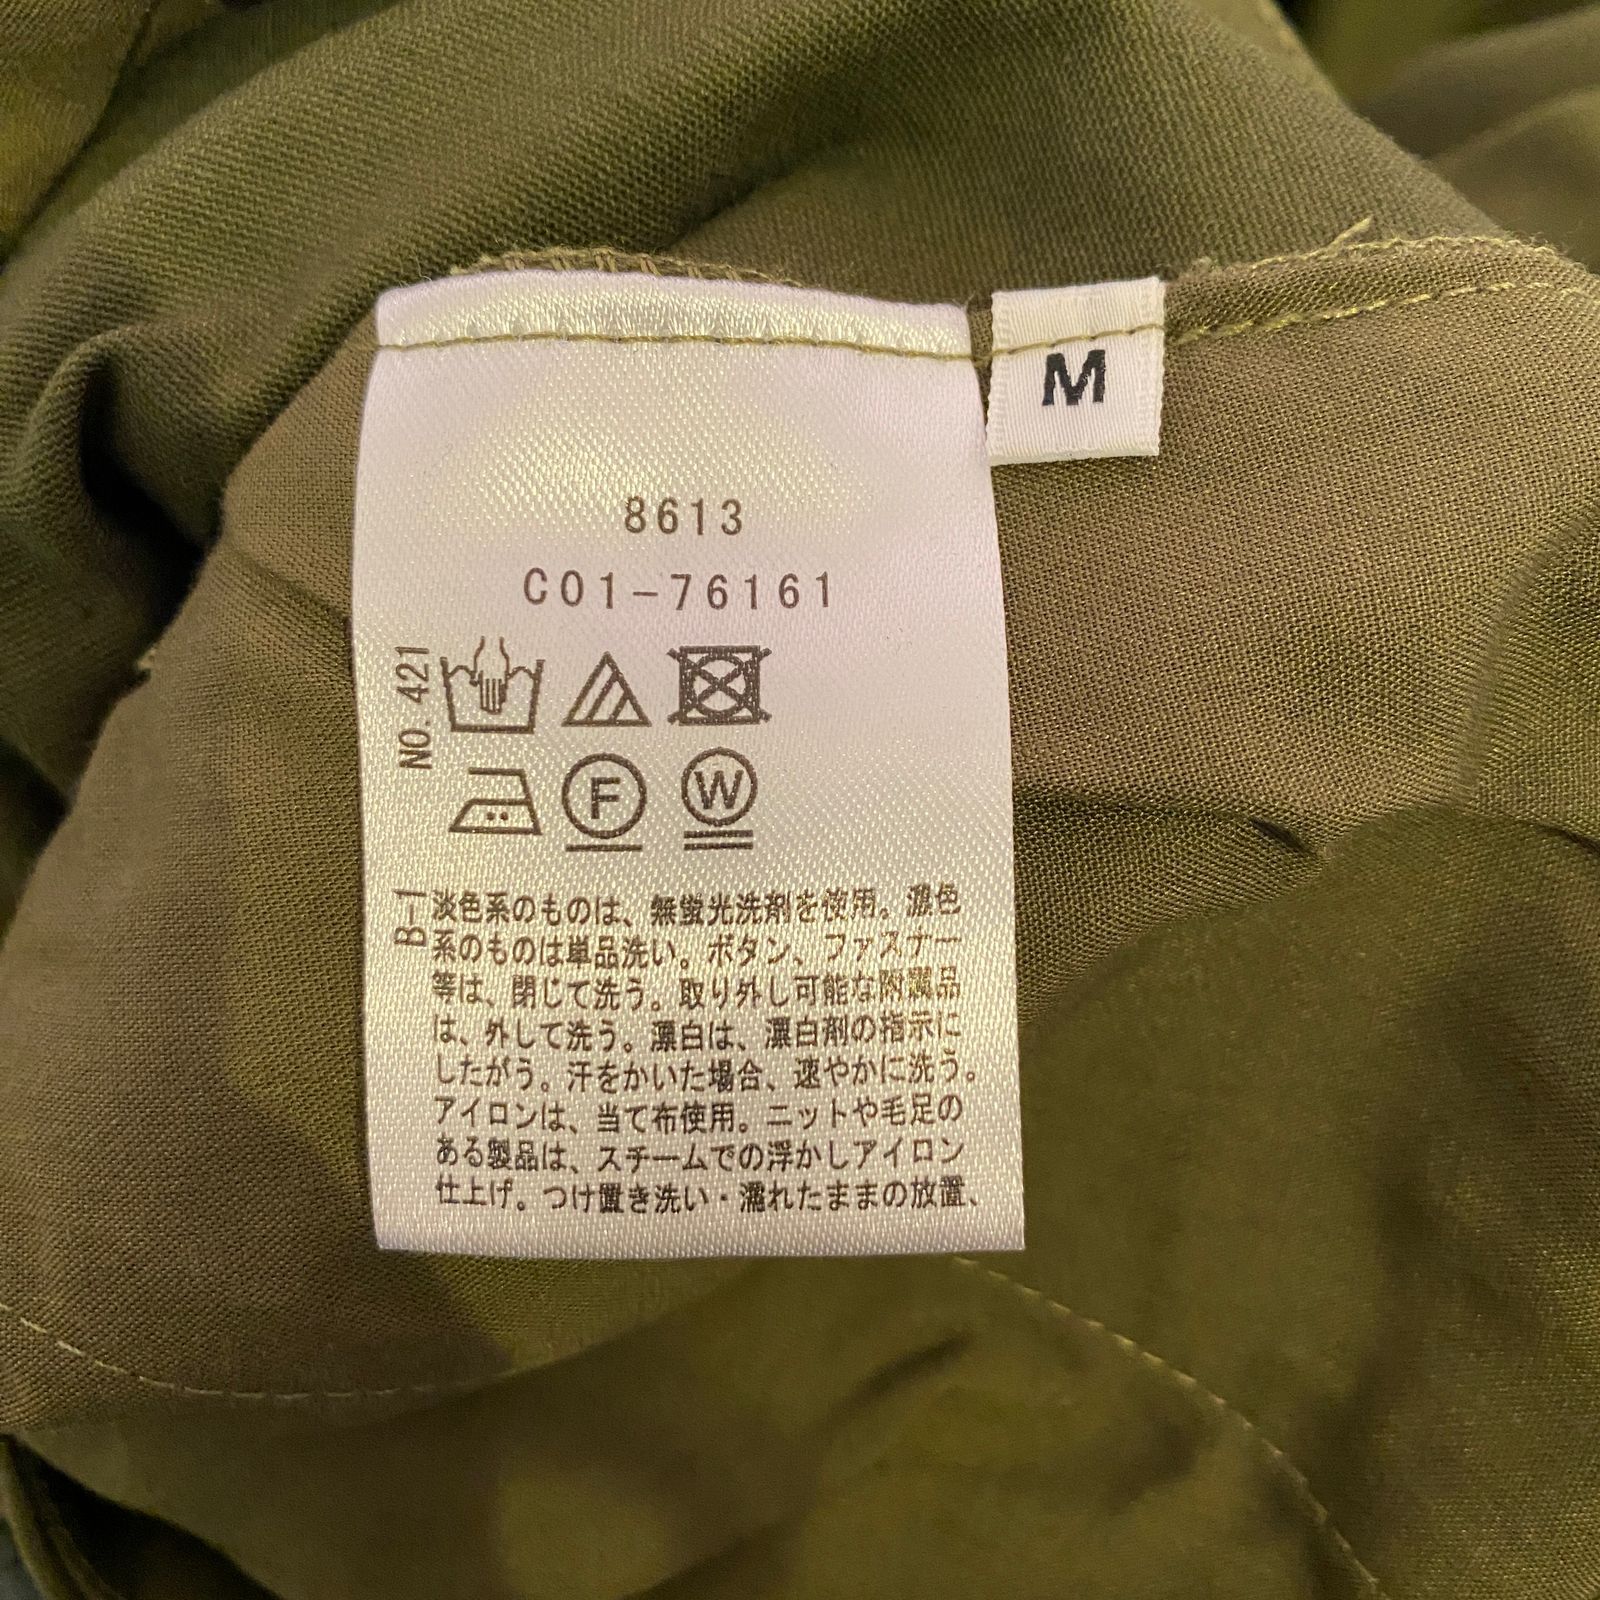 M
8613
C01-76161
NO. 421
F
W
B-1
淡色系のものは、無蛍光洗剤を使用。濃色
系のものは単品洗い。ボタン、ファスナー
等は、閉じて洗う。取り外し可能な附属品
は、外して洗う。漂白は、漂白剤の指示に
したがう。汗をかいた場合、速やかに洗う。
アイロンは、当て布使用。ニットや毛足の
ある製品は、スチームでの浮かしアイロン
仕上げ。つけ置き洗い・濡れたままの放置、